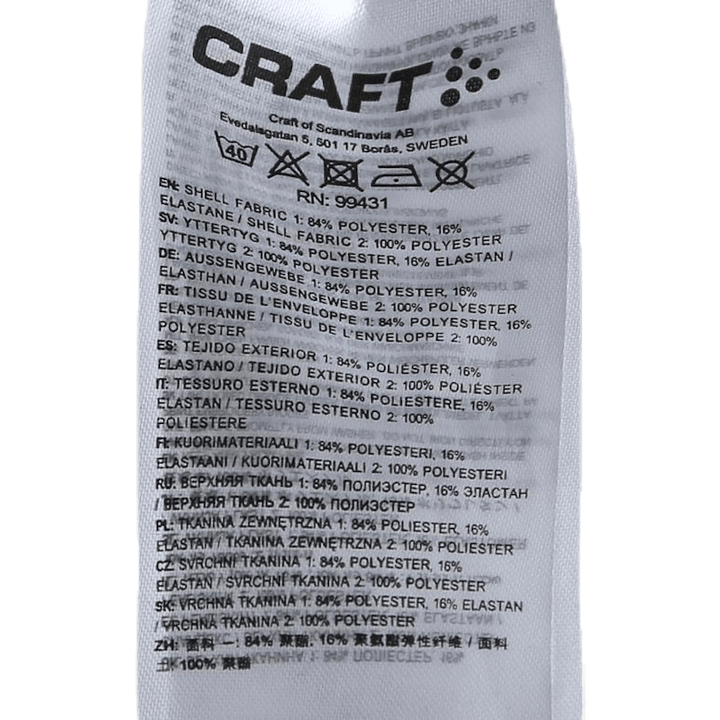 CRAFT
Craft of Scandinavia AB
Evedalsgatan 5, 501 17 Borås, SWEDEN
40
RN: 99431
EN: SHELL FABRIC 1: 84% POLYESTER, 16%
ELASTANE / SHELL FABRIC 2: 100% POLYESTER
SV: YTTERTYG 1: 84% POLYESTER, 16% ELASTAN /
YTTERTYG 2: 100% POLYESTER
DE: AUSSENGEWEBE 1: 84% POLYESTER, 16%
ELASTHAN / AUSSENGEWEBE 2: 100% POLYESTER
FR: TISSU DE L'ENVELOPPE 1: 84% POLYESTER, 16%
ELASTHANNE / TISSU DE L'ENVELOPPE 2: 100%
POLYESTER
ES: TEJIDO EXTERIOR 1: 84% POLIÉSTER, 16%
ELASTANO / TEJIDO EXTERIOR 2: 100% POLIÉSTER
IT: TESSURO ESTERNO 1: 84% POLIESTERE, 16%
ELASTAN / TESSURO ESTERNO 2: 100%
POLIESTERE
FI: KUORIMATERIAALI 1: 84% POLYESTERI, 16%
ELASTAANI / KUORIMATERIAALI 2: 100% POLYESTERI
RU: ВЕРХНЯЯ ТКАНЬ 1: 84% ПОЛИЭСТЕР, 16% ЭЛАСТАН
/ ВЕРХНЯЯ ТКАНЬ 2: 100% ПОЛИЭСТЕР
PL: TKANINA ZEWNĘTRZNA 1: 84% POLIESTER, 16%
ELASTAN / TKANINA ZEWNĘTRZNA 2: 100% POLIESTER
CZ: SVRCHNÍ TKANINA 1: 84% POLYESTER, 16%
ELASTAN / SVRCHNÍ TKANINA 2: 100% POLYESTER
SK: VRCHNA TKANINA 1: 84% POLYESTER, 16% ELASTAN
/ VRCHNA TKANINA 2: 100% POLYESTER
ZH: 面料 一: 84% 聚酯, 16% 聚氨酯弹性纤维 / 面料
二: 100% 聚酯